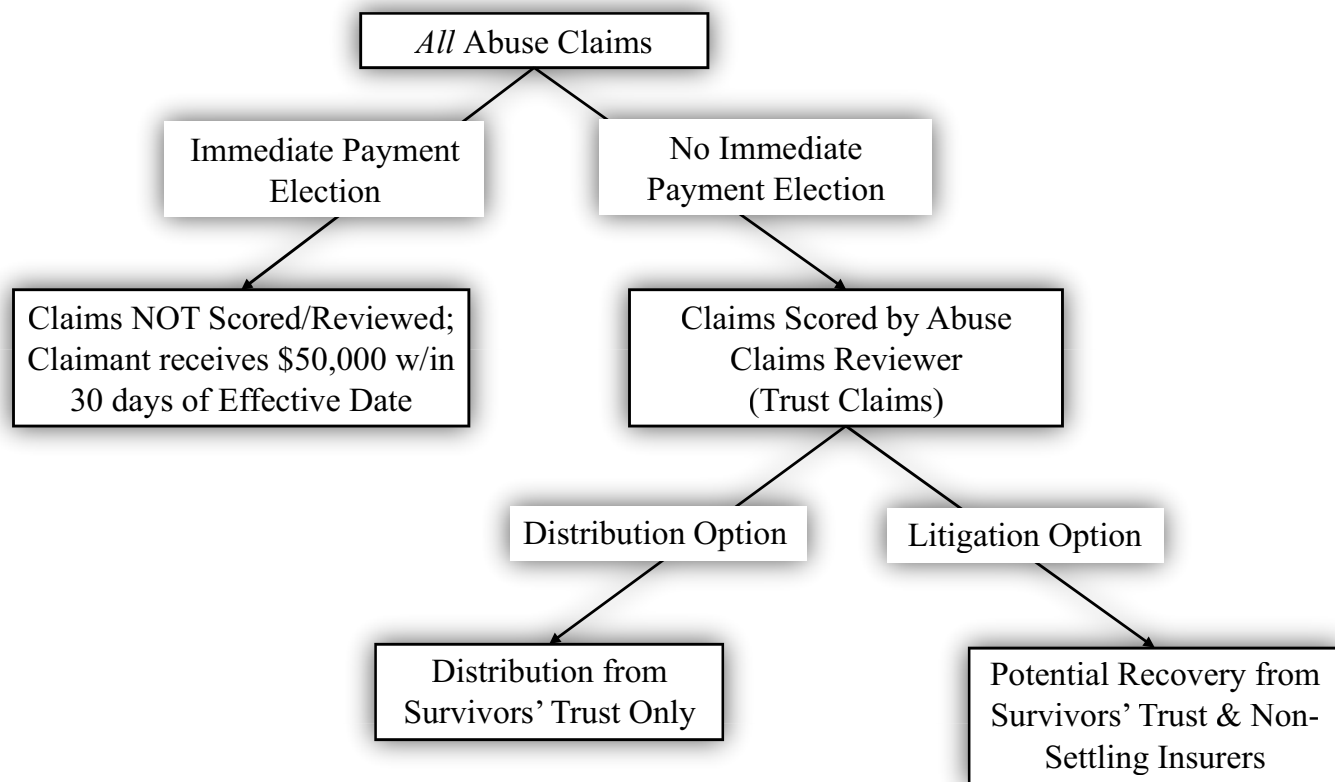 All Abuse Claims
Immediate Payment
Election
No Immediate
Payment Election
Claims NOT Scored/Reviewed;
Claimant receives $50,000 w/in
30 days of Effective Date
Claims Scored by Abuse
Claims Reviewer
(Trust Claims)
Distribution Option
Litigation Option
Distribution from
Survivors’ Trust Only
Potential Recovery from
Survivors’ Trust & Non-
Settling Insurers